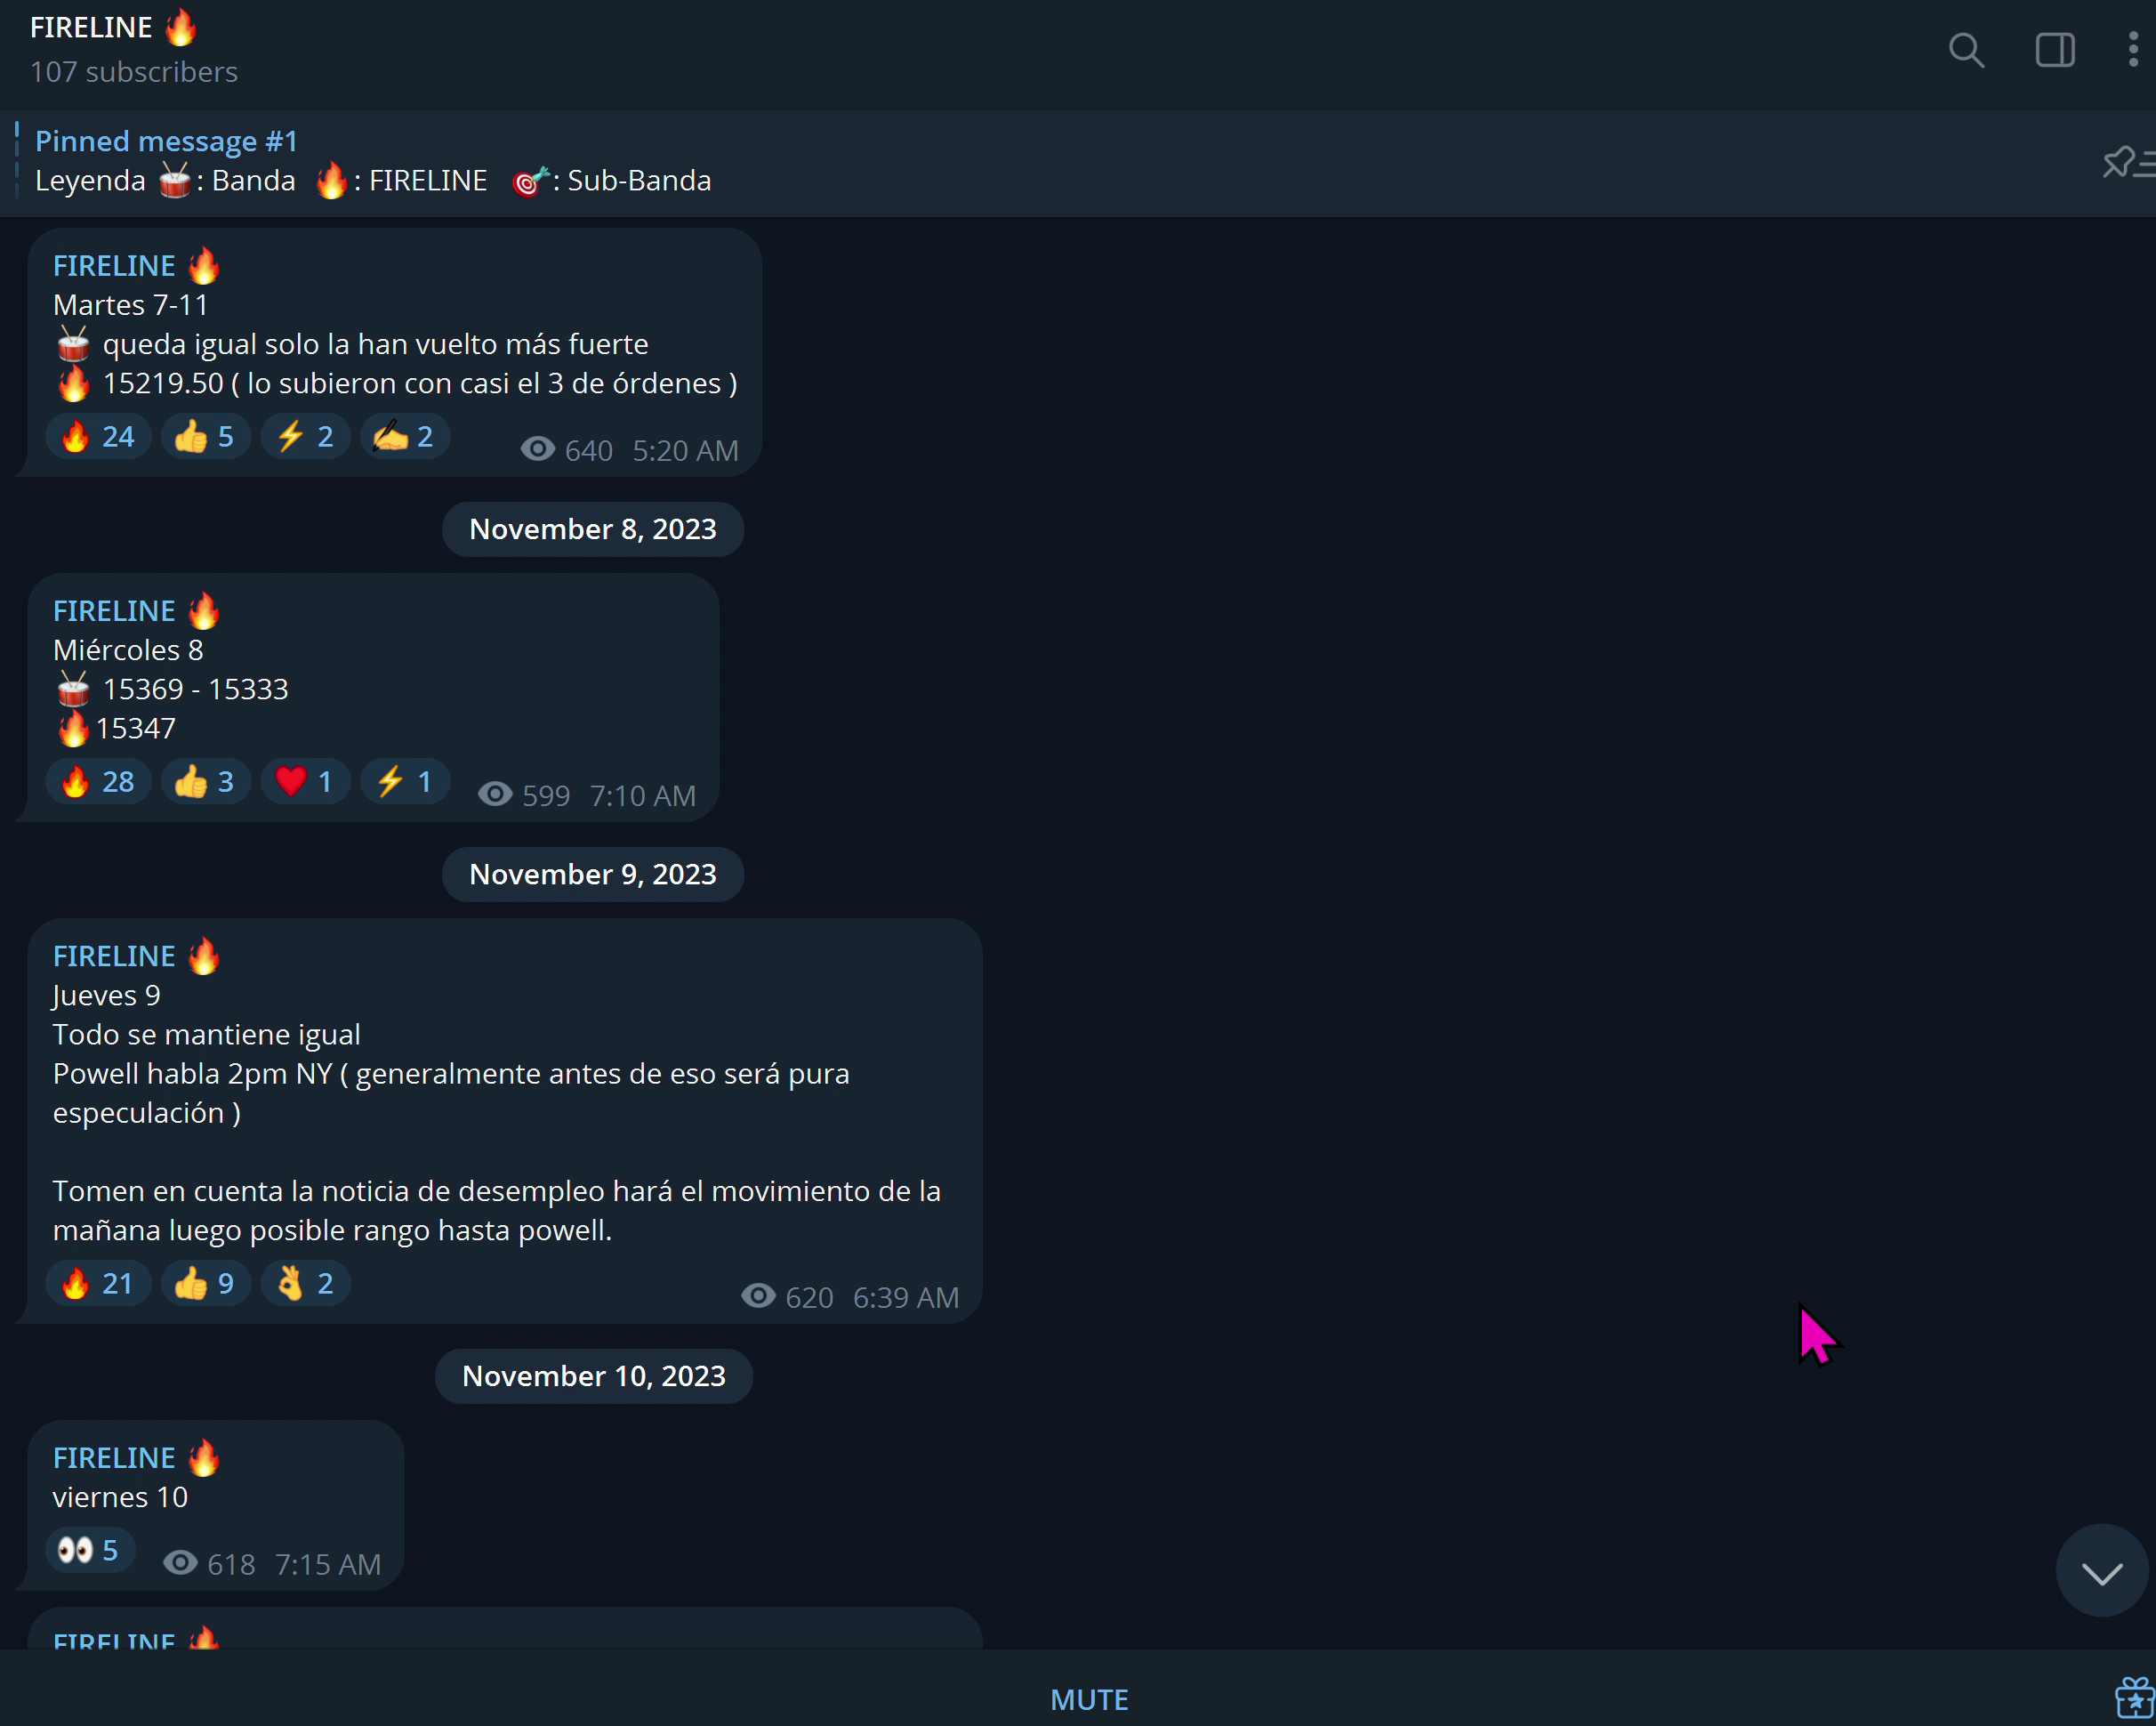 FIRELINE 🔥
107 subscribers
Pinned message #1
Leyenda 🥁: Banda 🔥: FIRELINE 🎯: Sub-Banda
FIRELINE 🔥
Martes 7-11
🥁 queda igual solo la han vuelto más fuerte
🔥 15219.50 ( lo subieron con casi el 3 de órdenes )
🔥 24 👍 5 ⚡ 2 ✍️ 2 640 5:20 AM
November 8, 2023
FIRELINE 🔥
Miércoles 8
🥁 15369 - 15333
🔥15347
🔥 28 👍 3 ❤️ 1 ⚡ 1 599 7:10 AM
November 9, 2023
FIRELINE 🔥
Jueves 9
Todo se mantiene igual
Powell habla 2pm NY ( generalmente antes de eso será pura
especulación )
Tomen en cuenta la noticia de desempleo hará el movimiento de la
mañana luego posible rango hasta powell.
🔥 21 👍 9 👌 2 620 6:39 AM
November 10, 2023
FIRELINE 🔥
viernes 10
👀 5 618 7:15 AM
FIRELINE 🔥
MUTE